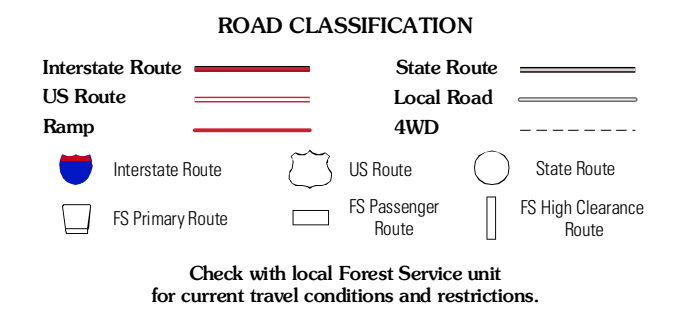 ROAD CLASSIFICATION
Interstate Route
State Route
US Route
Local Road
Ramp
4WD
Interstate Route
US Route
State Route
FS Primary Route
FS Passenger
Route
FS High Clearance
Route
Check with local Forest Service unit
for current travel conditions and restrictions.